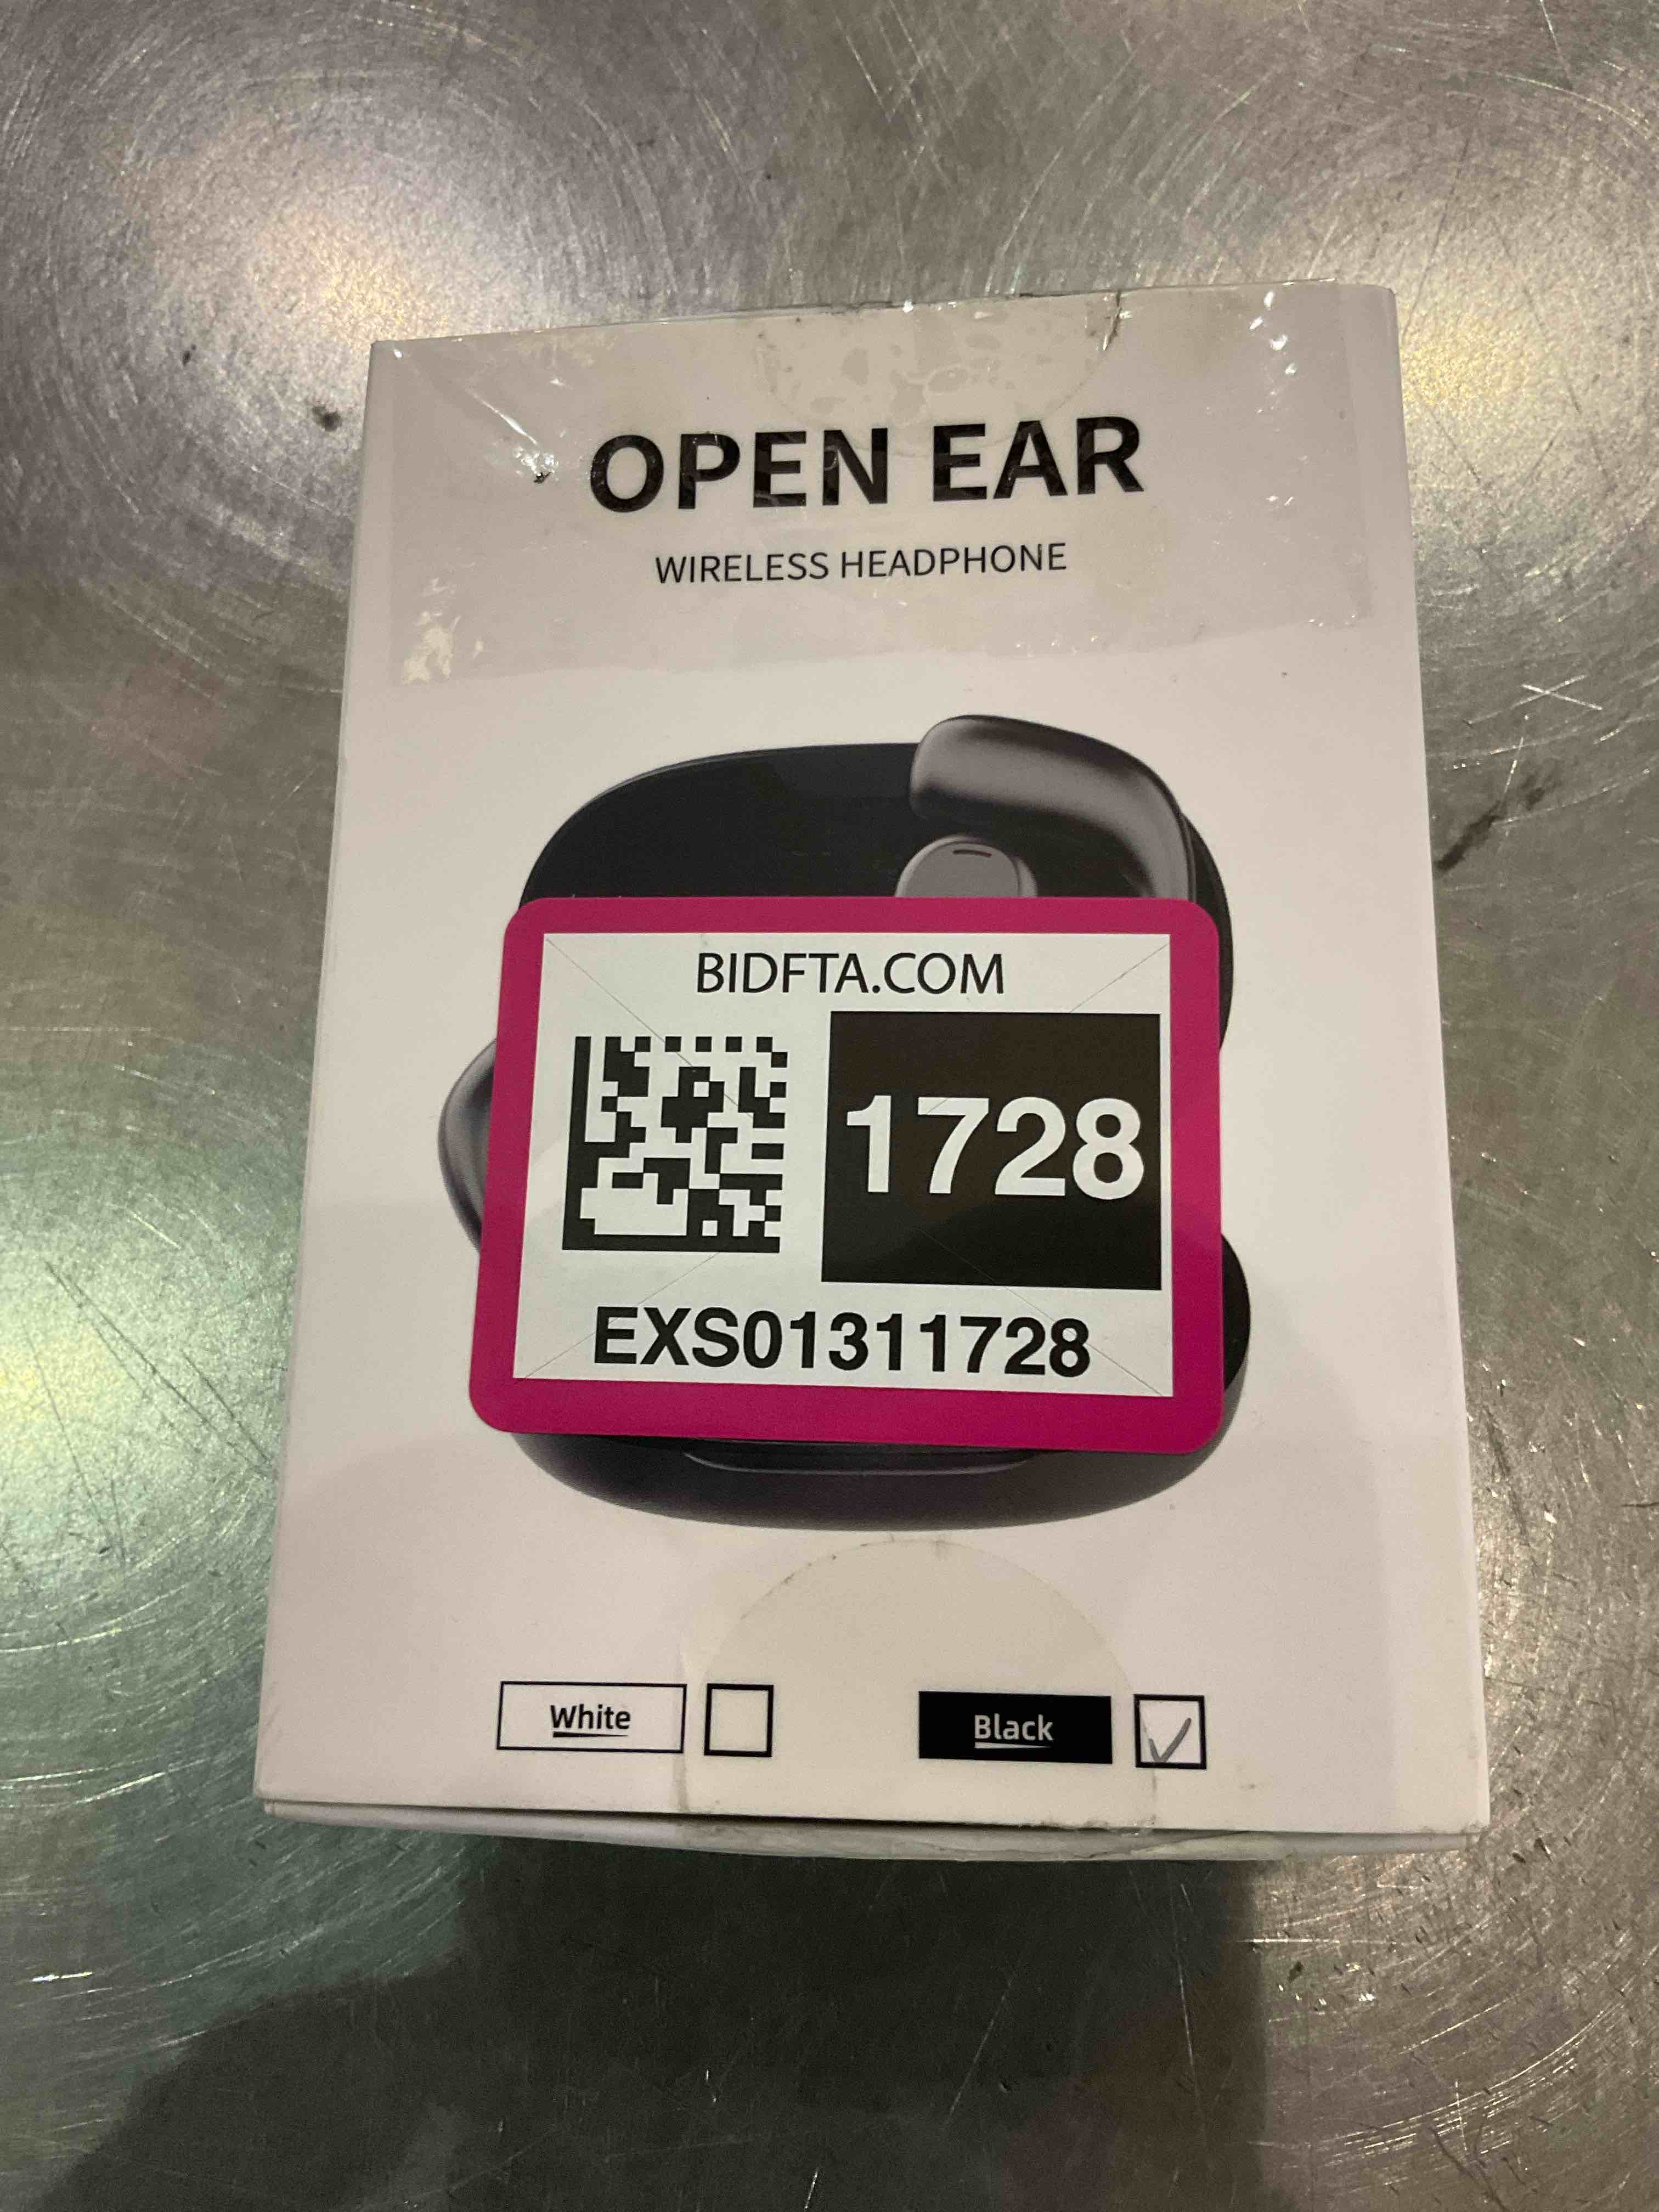 OPEN EAR
WIRELESS HEADPHONE
BIDFTA.COM
1728
EXS01311728
White
Black